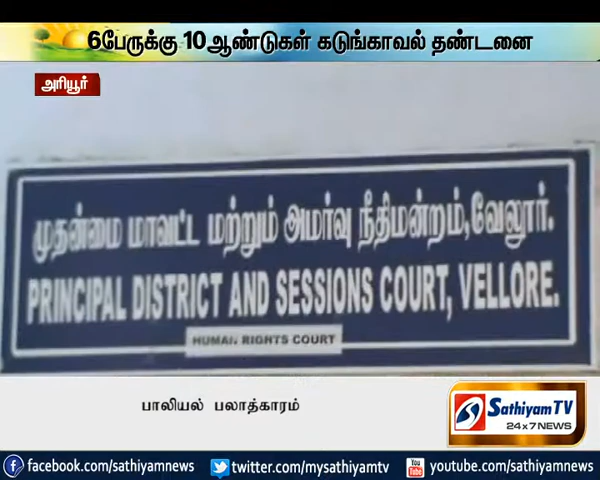 6பேருக்கு 10ஆண்டுகள் கடுங்காவல் தண்டனை
அரியூர்
முதன்மை மாவட்ட மற்றும் அமர்வு நீதிமன்றம்,வேலூர்.
PRINCIPAL DISTRICT AND SESSIONS COURT, VELLORE.
HUMAN RIGHTS COURT
பாலியல் பலாத்காரம்
S SathiyamTV
24x7 NEWS
f facebook.com/sathiyamnews twitter.com/mysathiyamtv You Tube youtube.com/sathiyamnews